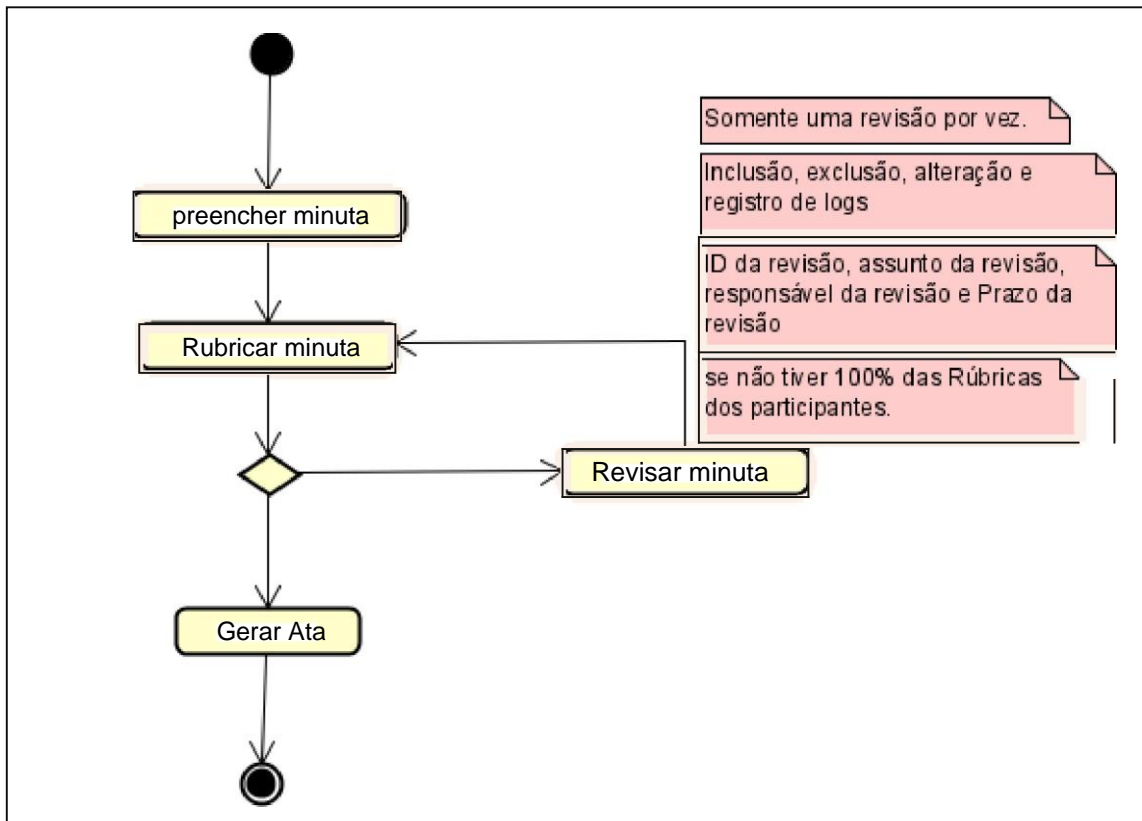 Somente uma revisão por vez.
Inclusão, exclusão, alteração e
registro de logs
preencher minuta
ID da revisão, assunto da revisão,
responsável da revisão e Prazo da
revisão
Rubricar minuta
se não tiver 100% das Rúbricas
dos participantes.
Revisar minuta
Gerar Ata